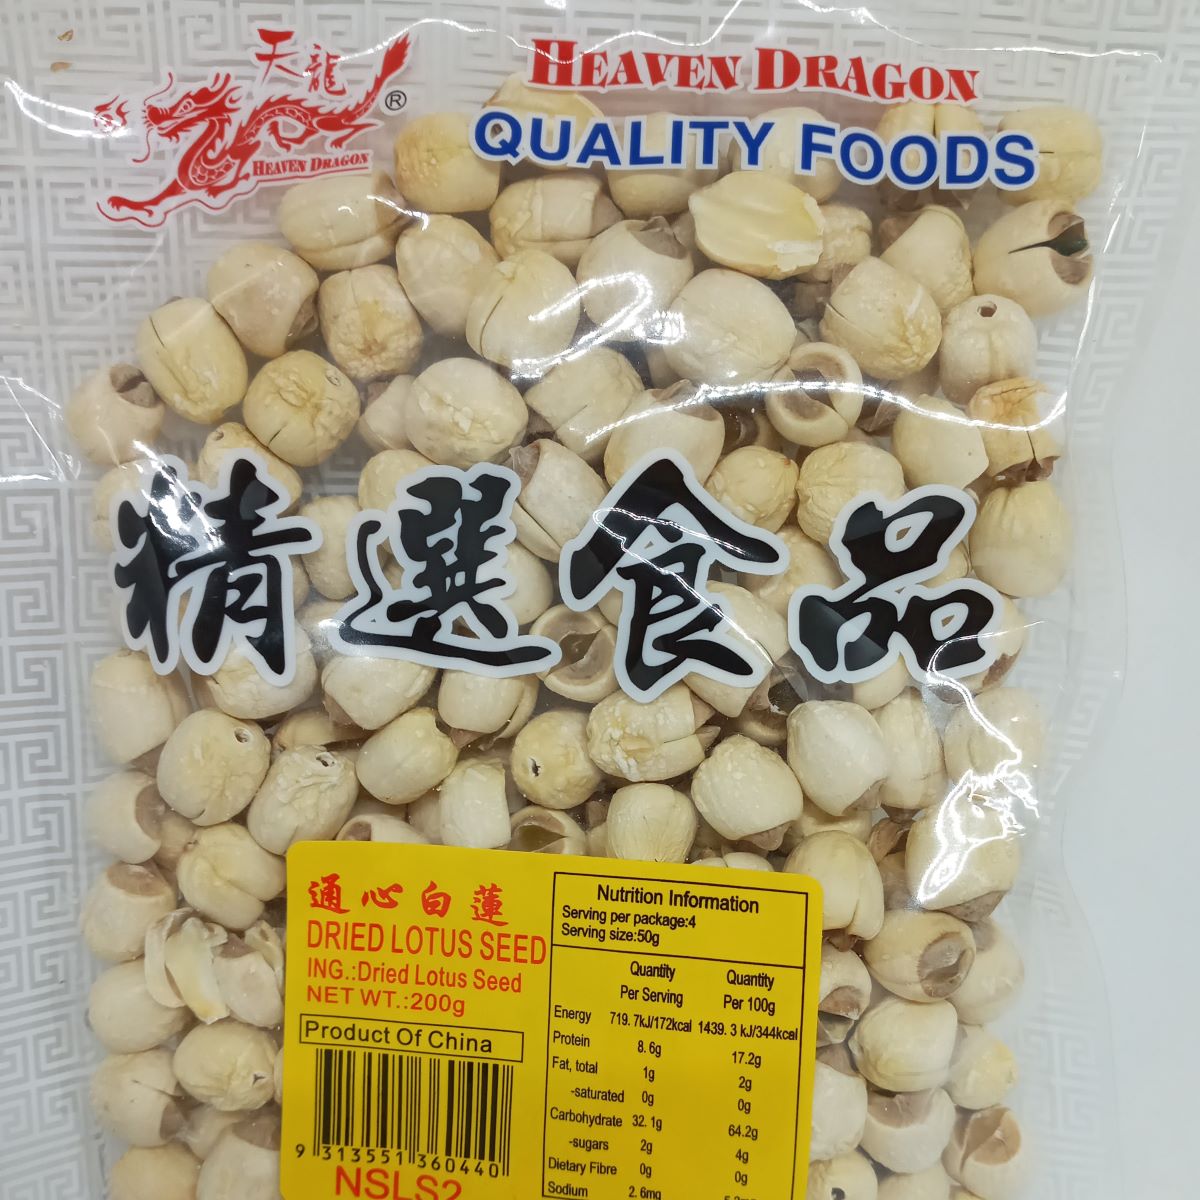 天龍
®
HEAVEN DRAGON
HEAVEN DRAGON
QUALITY FOODS
精選食品
通心白蓮
DRIED LOTUS SEED
ING.:Dried Lotus Seed
NET WT.:200g
Product Of China
9 313551 360440
NSLS2
Nutrition Information
Serving per package:4
Serving size:50g
Quantity Quantity
Per Serving Per 100g
Energy 719.7kJ/172kcal 1439.3 kJ/344kcal
Protein 8.6g 17.2g
Fat, total 1g 2g
-saturated 0g 0g
Carbohydrate 32.1g 64.2g
-sugars 2g 4g
Dietary Fibre 0g 0g
Sodium 2.6mg